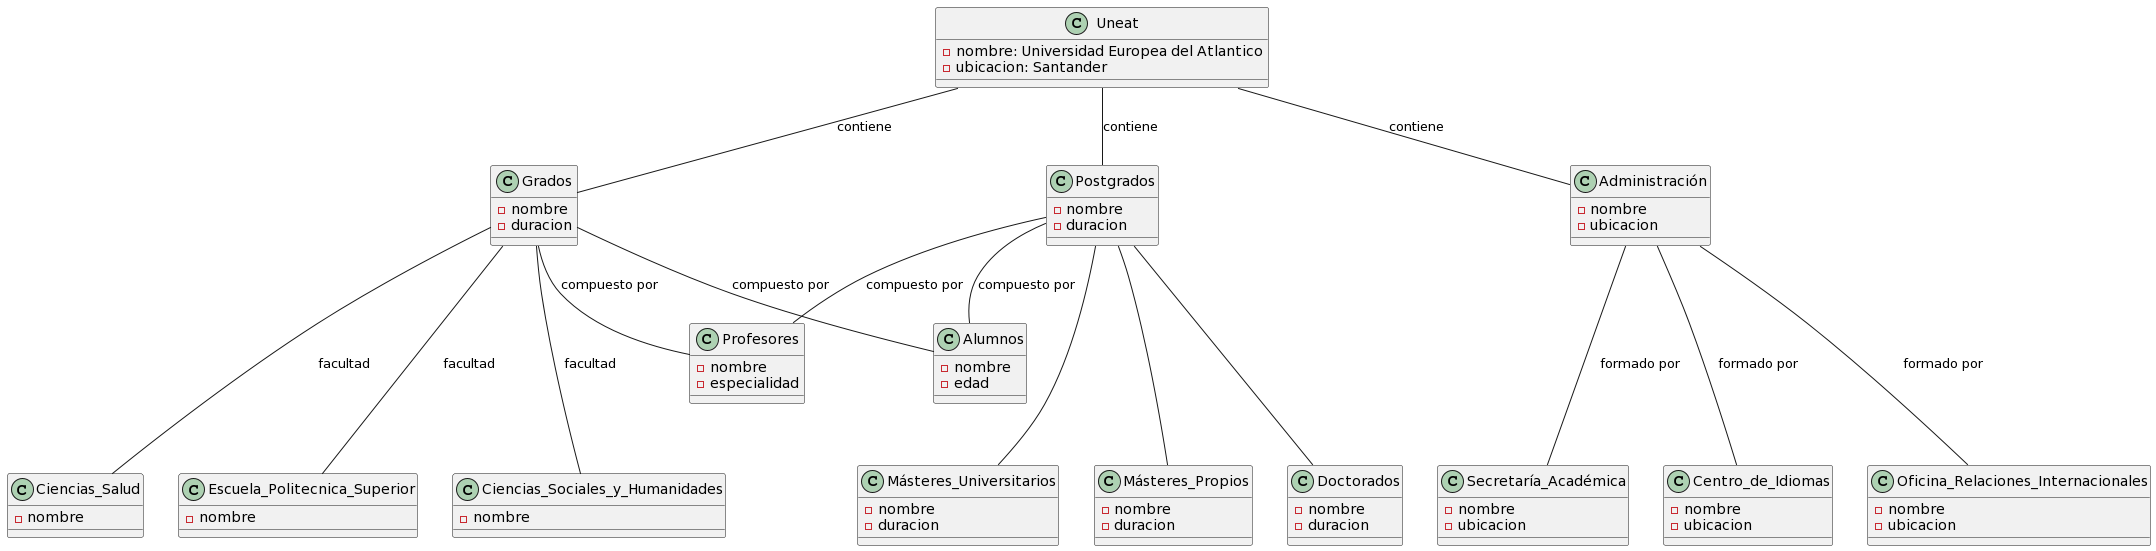 C Uneat
nombre: Universidad Europea del Atlantico
ubicacion: Santander
contiene
contiene
contiene
C Grados
nombre
duracion
C Postgrados
nombre
duracion
C Administración
nombre
ubicacion
compuesto por
compuesto por
compuesto por
compuesto por
C Profesores
nombre
especialidad
C Alumnos
nombre
edad
facultad
facultad
facultad
formado por
formado por
formado por
C Ciencias_Salud
nombre
C Escuela_Politecnica_Superior
nombre
C Ciencias_Sociales_y_Humanidades
nombre
C Másteres_Universitarios
nombre
duracion
C Másteres_Propios
nombre
duracion
C Doctorados
nombre
duracion
C Secretaría_Académica
nombre
ubicacion
C Centro_de_Idiomas
nombre
ubicacion
C Oficina_Relaciones_Internacionales
nombre
ubicacion